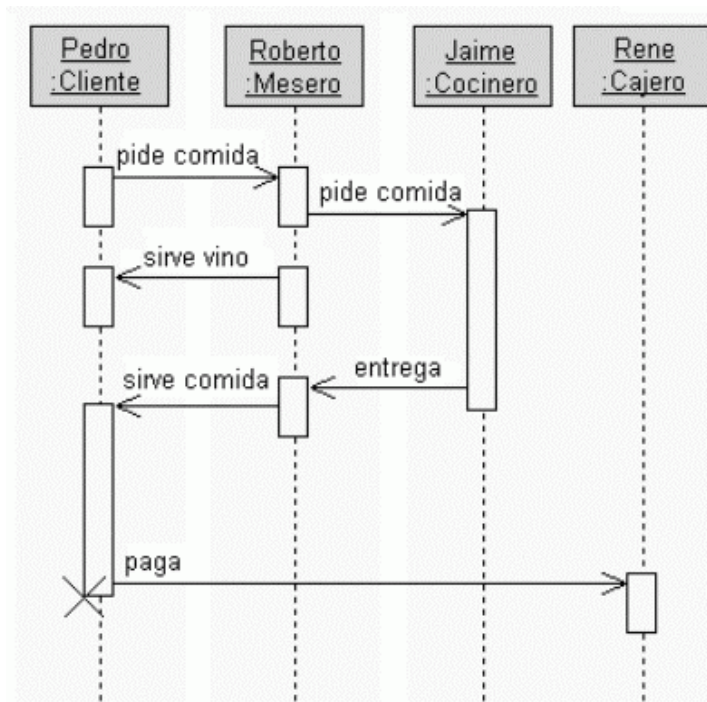 Pedro
:Cliente
Roberto
:Mesero
Jaime
:Cocinero
Rene
:Cajero
pide comida
pide comida
sirve vino
entrega
sirve comida
paga